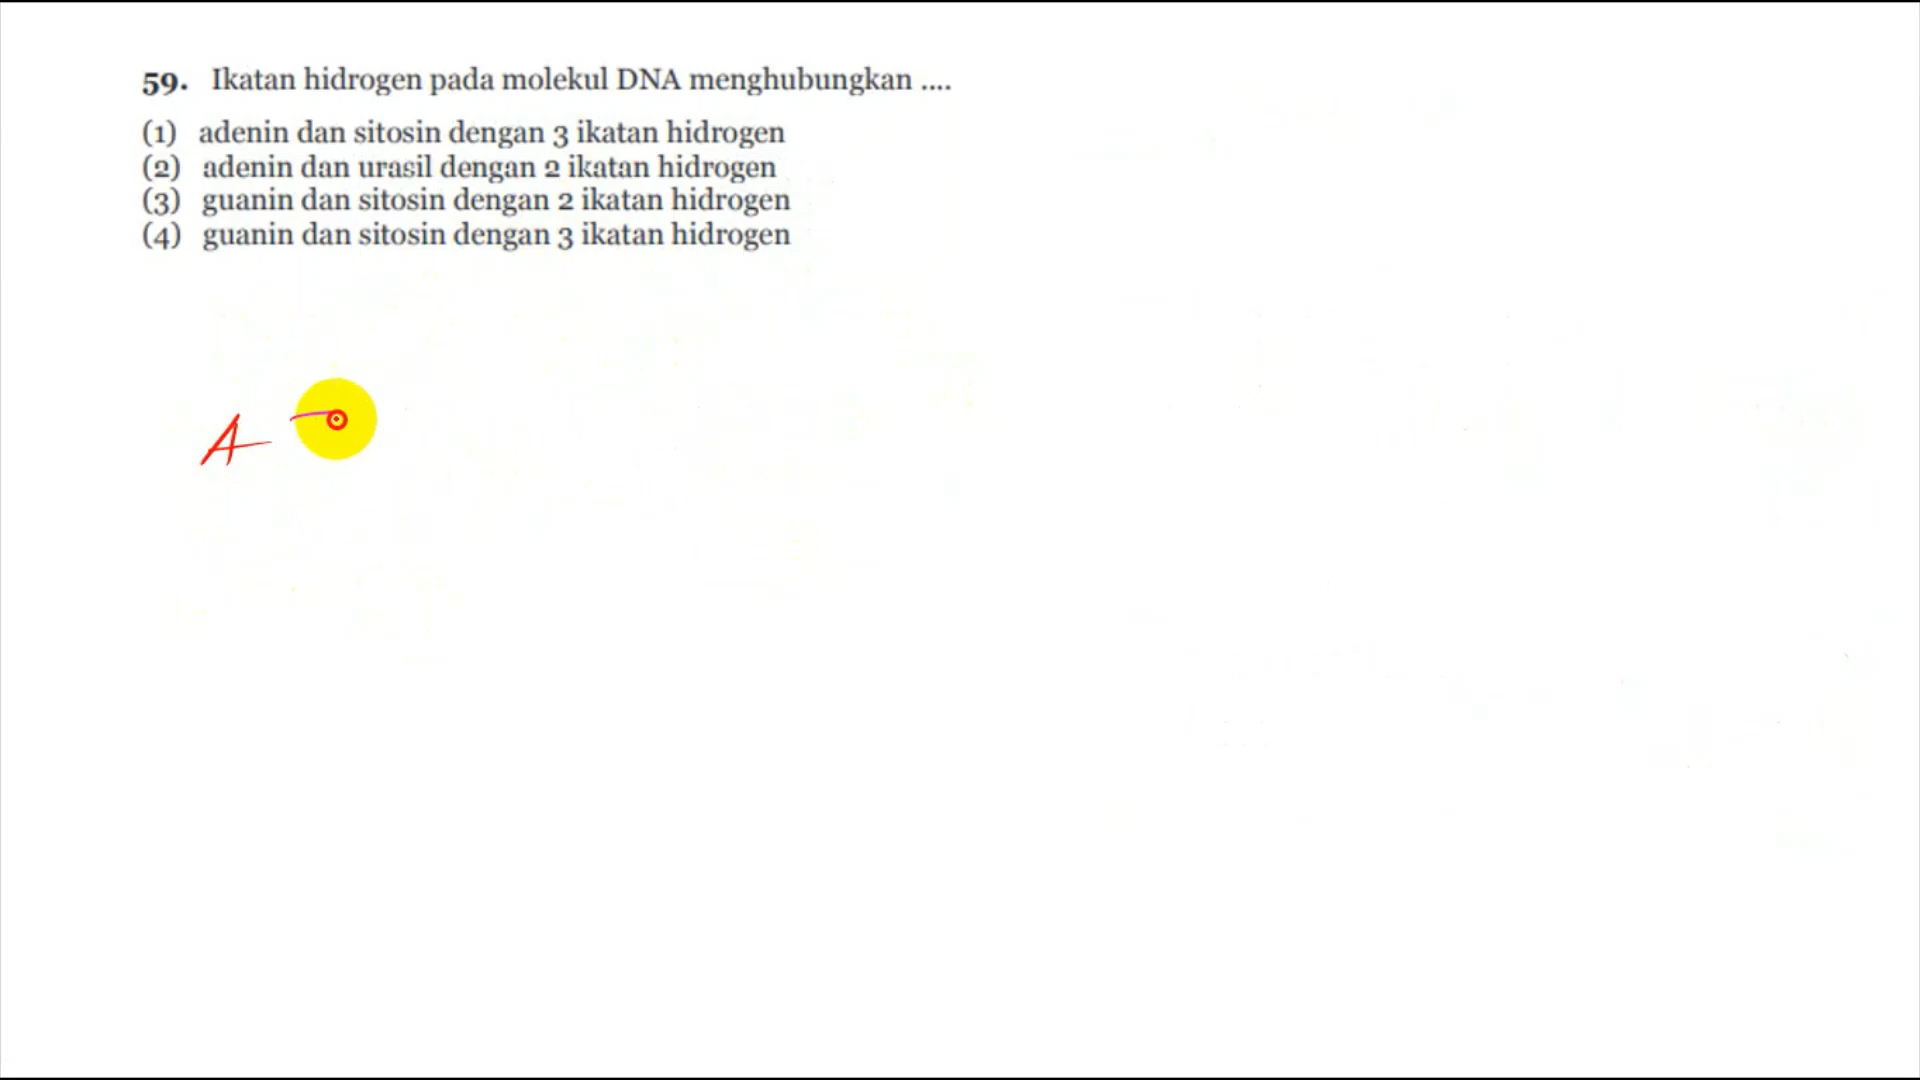 59. Ikatan hidrogen pada molekul DNA menghubungkan ....
(1) adenin dan sitosin dengan 3 ikatan hidrogen
(2) adenin dan urasil dengan 2 ikatan hidrogen
(3) guanin dan sitosin dengan 2 ikatan hidrogen
(4) guanin dan sitosin dengan 3 ikatan hidrogen
A